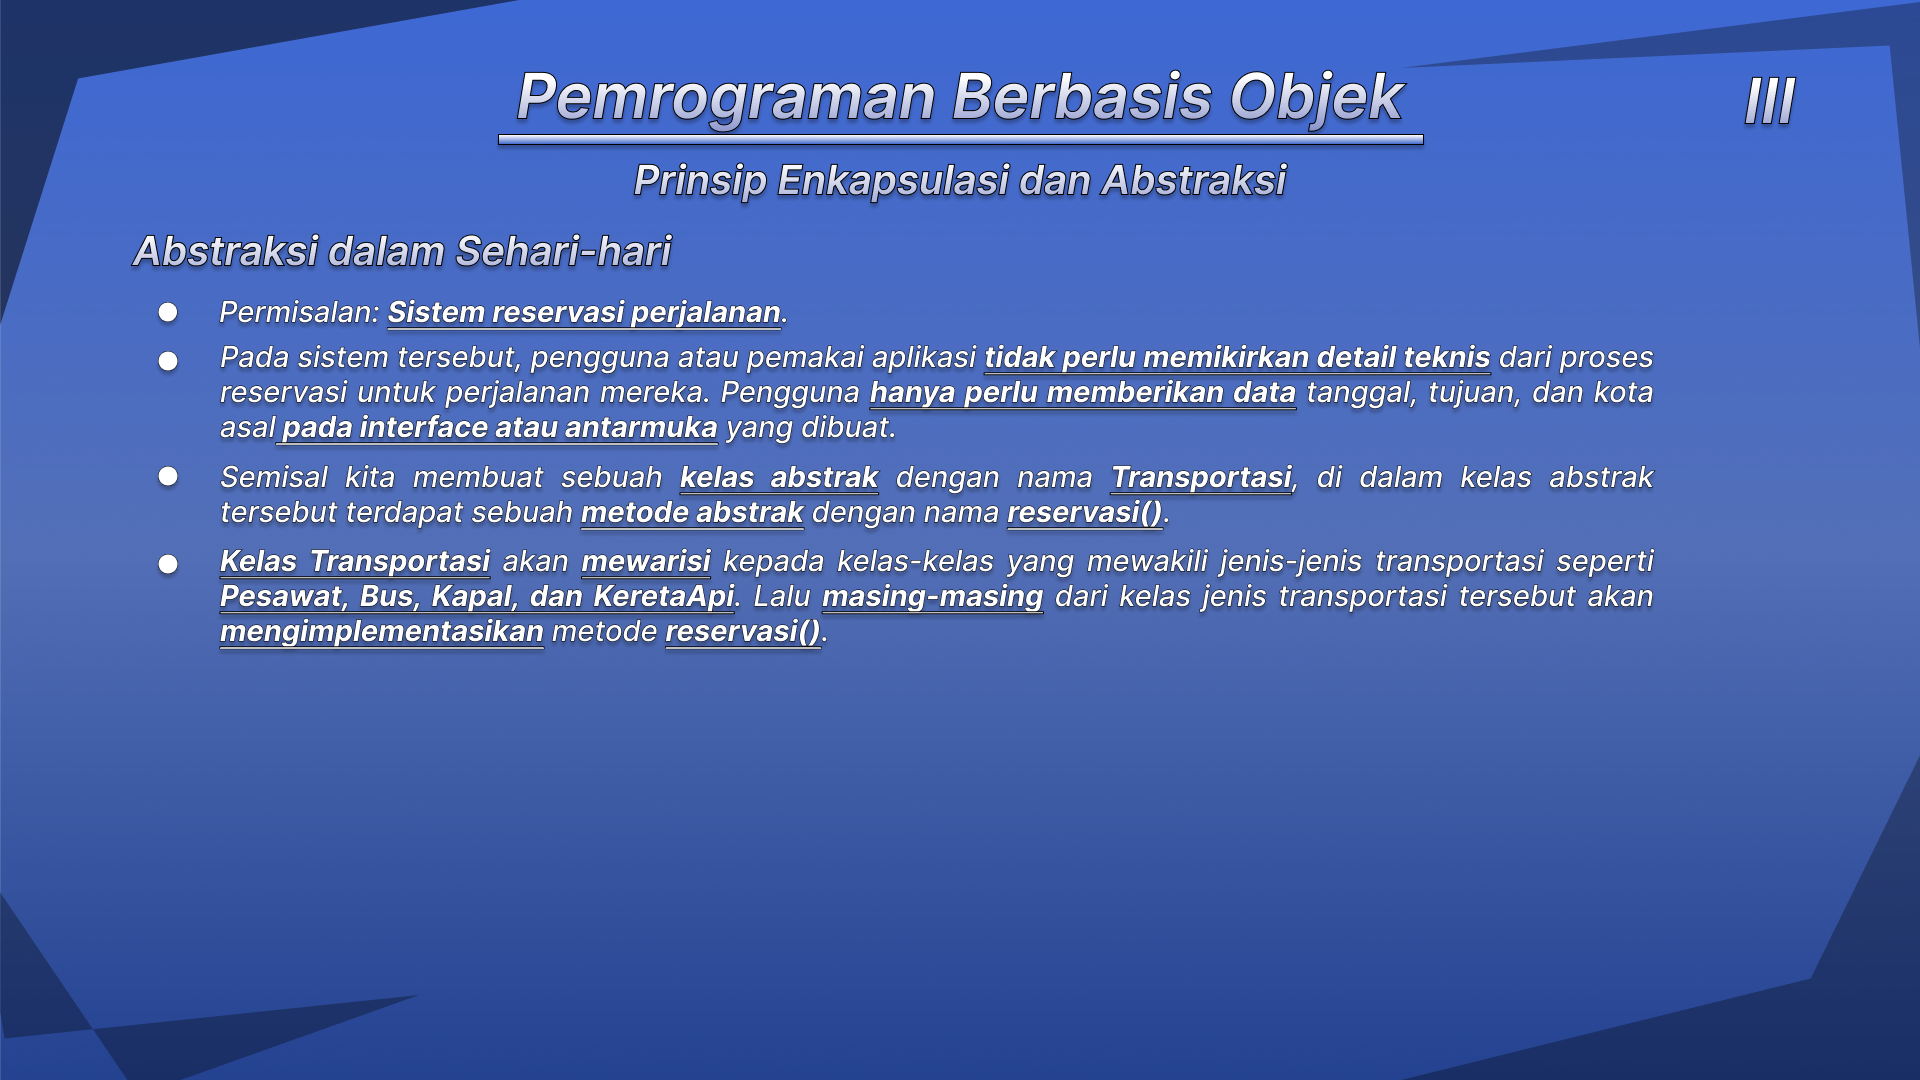 Pemrograman Berbasis Objek
III
Prinsip Enkapsulasi dan Abstraksi
Abstraksi dalam Sehari-hari
● Permisalan: Sistem reservasi perjalanan.
● Pada sistem tersebut, pengguna atau pemakai aplikasi tidak perlu memikirkan detail teknis dari proses
reservasi untuk perjalanan mereka. Pengguna hanya perlu memberikan data tanggal, tujuan, dan kota
asal pada interface atau antarmuka yang dibuat.
● Semisal kita membuat sebuah kelas abstrak dengan nama Transportasi, di dalam kelas abstrak
tersebut terdapat sebuah metode abstrak dengan nama reservasi().
● Kelas Transportasi akan mewarisi kepada kelas-kelas yang mewakili jenis-jenis transportasi seperti
Pesawat, Bus, Kapal, dan KeretaApi. Lalu masing-masing dari kelas jenis transportasi tersebut akan
mengimplementasikan metode reservasi().